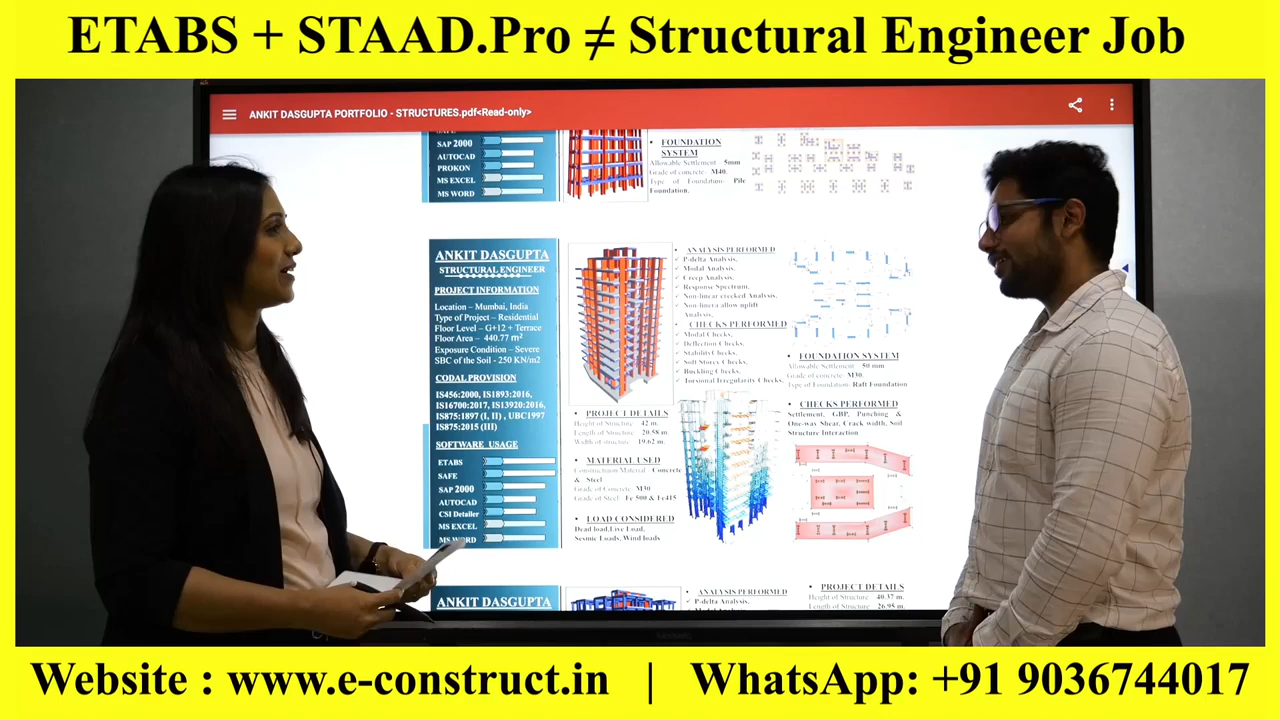 ETABS + STAAD.Pro ≠ Structural Engineer Job
ANKIT DASGUPTA PORTFOLIO - STRUCTURES.pdf<Read-only>
SAP 2000
AUTOCAD
PROKON
MS EXCEL
MS WORD
• FOUNDATION
SYSTEM
Allowable Settlement - 5mm
Grade of concrete- M40,
Type of Foundation- Pile
Foundation.
ANKIT DASGUPTA
STRUCTURAL ENGINEER
PROJECT INFORMATION
Location – Mumbai, India
Type of Project – Residential
Floor Level – G+12 + Terrace
Floor Area – 440.77 m²
Exposure Condition – Severe
SBC of the Soil - 250 KN/m2
CODAL PROVISION
IS456:2000, IS1893:2016,
IS16700:2017, IS13920:2016,
IS875:1897 (I, II) , UBC1997
IS875:2015 (III)
SOFTWARE USAGE
ETABS
SAFE
SAP 2000
AUTOCAD
CSI Detailer
MS EXCEL
MS WORD
• PROJECT DETAILS
Height of Structure - 42 m.
Length of Structure - 20.58 m.
Width of structure - 19.62 m.
• MATERIAL USED
Construction Material - Concrete
& Steel
Grade of Concrete - M30
Grade of Steel - Fe 500 & Fe415
• LOAD CONSIDERED
Dead load,Live Load,
Seismic Loads, Wind loads
• ANALYSIS PERFORMED
✓ P-delta Analysis,
✓ Modal Analysis,
✓ Creep Analysis,
✓ Response Spectrum,
✓ Non-linear cracked Analysis,
✓ Non-linera allow uplift
Analysis,
• CHECKS PERFORMED
✓ Modal Checks,
✓ Deflection Checks,
✓ Stability Checks,
✓ Soft Storey Checks,
✓ Buckling Checks,
✓ Torsional Irregularity Checks,
• FOUNDATION SYSTEM
Allowable Settlement - 50 mm
Grade of concrete- M30,
Type of Foundation- Raft Foundation
• CHECKS PERFORMED
Settlement, GBP, Punching &
One-way Shear, Crack width, Soil
Structure Interaction
ANKIT DASGUPTA
• ANALYSIS PERFORMED
✓ P-delta Analysis,
• PROJECT DETAILS
Height of Structure - 40.37 m.
Length of Structure - 26.95 m.
Website : www.e-construct.in | WhatsApp: +91 9036744017